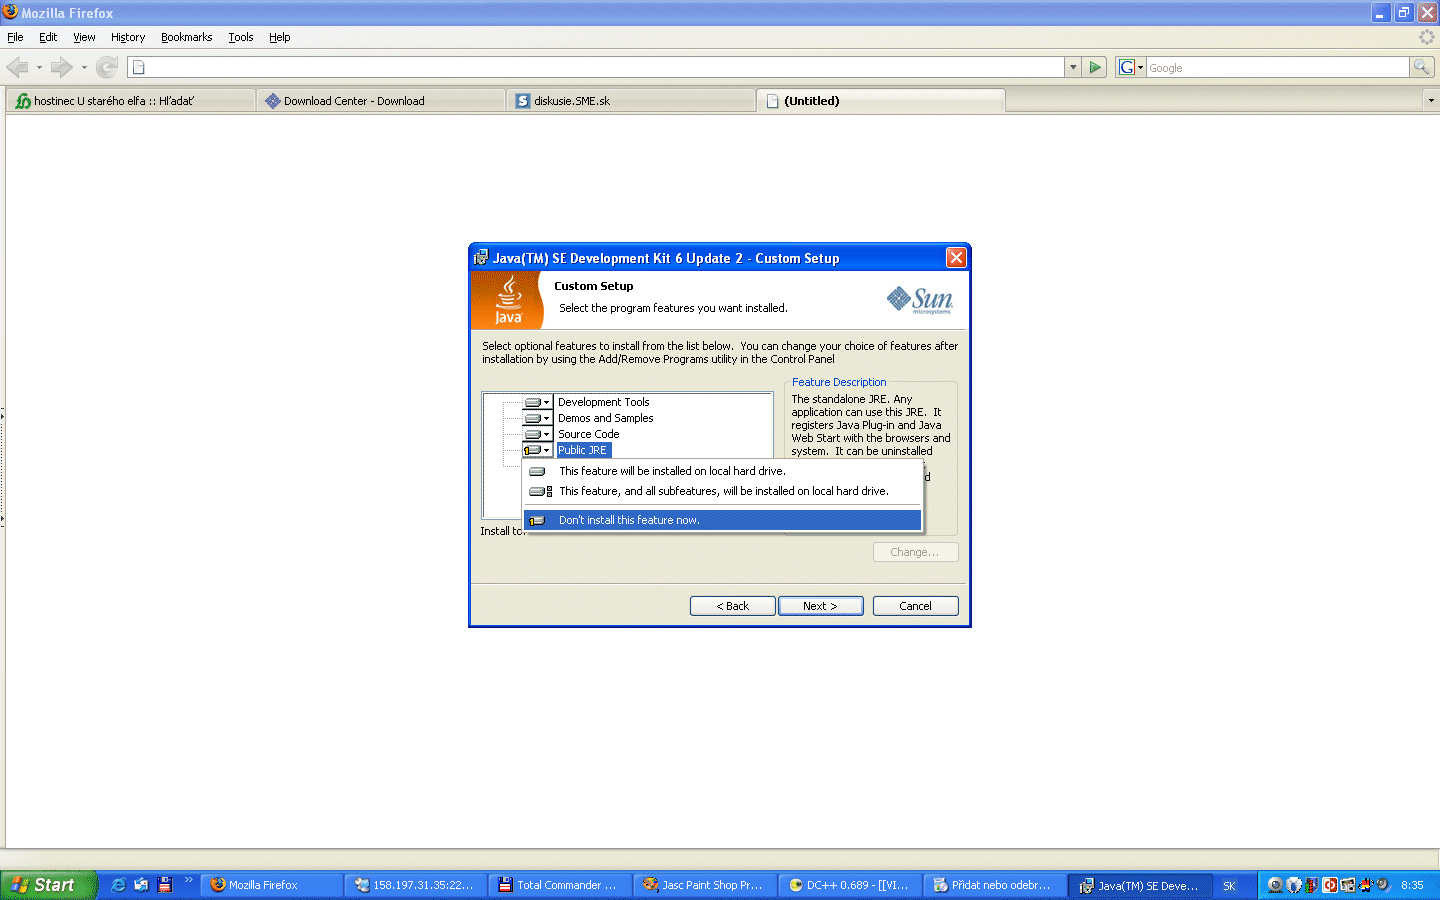 Mozilla Firefox
File Edit View History Bookmarks Tools Help
G Google
hostinec U starého elfa :: Hľadať
Download Center - Download
S diskusie.SME.sk
(Untitled)
Java(TM) SE Development Kit 6 Update 2 - Custom Setup
Java
Custom Setup
Select the program features you want installed.
Sun
microsystems
Select optional features to install from the list below. You can change your choice of features after
installation by using the Add/Remove Programs utility in the Control Panel
Development Tools
Demos and Samples
Source Code
Public JRE
Feature Description
The standalone JRE. Any
application can use this JRE. It
registers Java Plug-in and Java
Web Start with the browsers and
system. It can be uninstalled
This feature will be installed on local hard drive.
This feature, and all subfeatures, will be installed on local hard drive.
Don't install this feature now.
Install to:
Change...
< Back
Next >
Cancel
Start
Mozilla Firefox
158.197.31.35:22...
Total Commander ...
Jasc Paint Shop Pr...
DC++ 0.689 - [[VI...
Přidat nebo odebr...
Java(TM) SE Deve...
SK
8:35